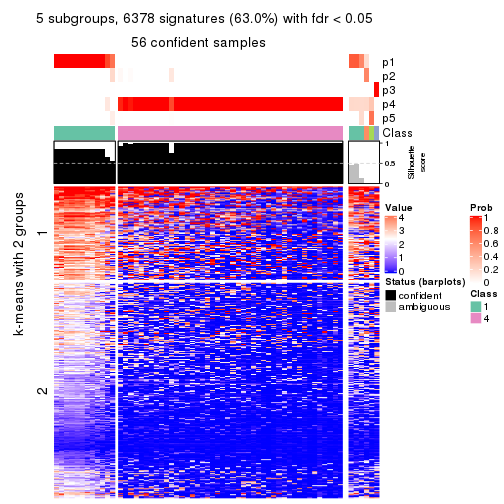 5 subgroups, 6378 signatures (63.0%) with fdr < 0.05
56 confident samples
p1
p2
p3
p4
p5
Class
1
0.5
0
Silhouette
score
k-means with 2 groups
1
2
Value
4
3
2
1
0
Status (barplots)
confident
ambiguous
Prob
1
0.8
0.6
0.4
0.2
0
Class
1
4